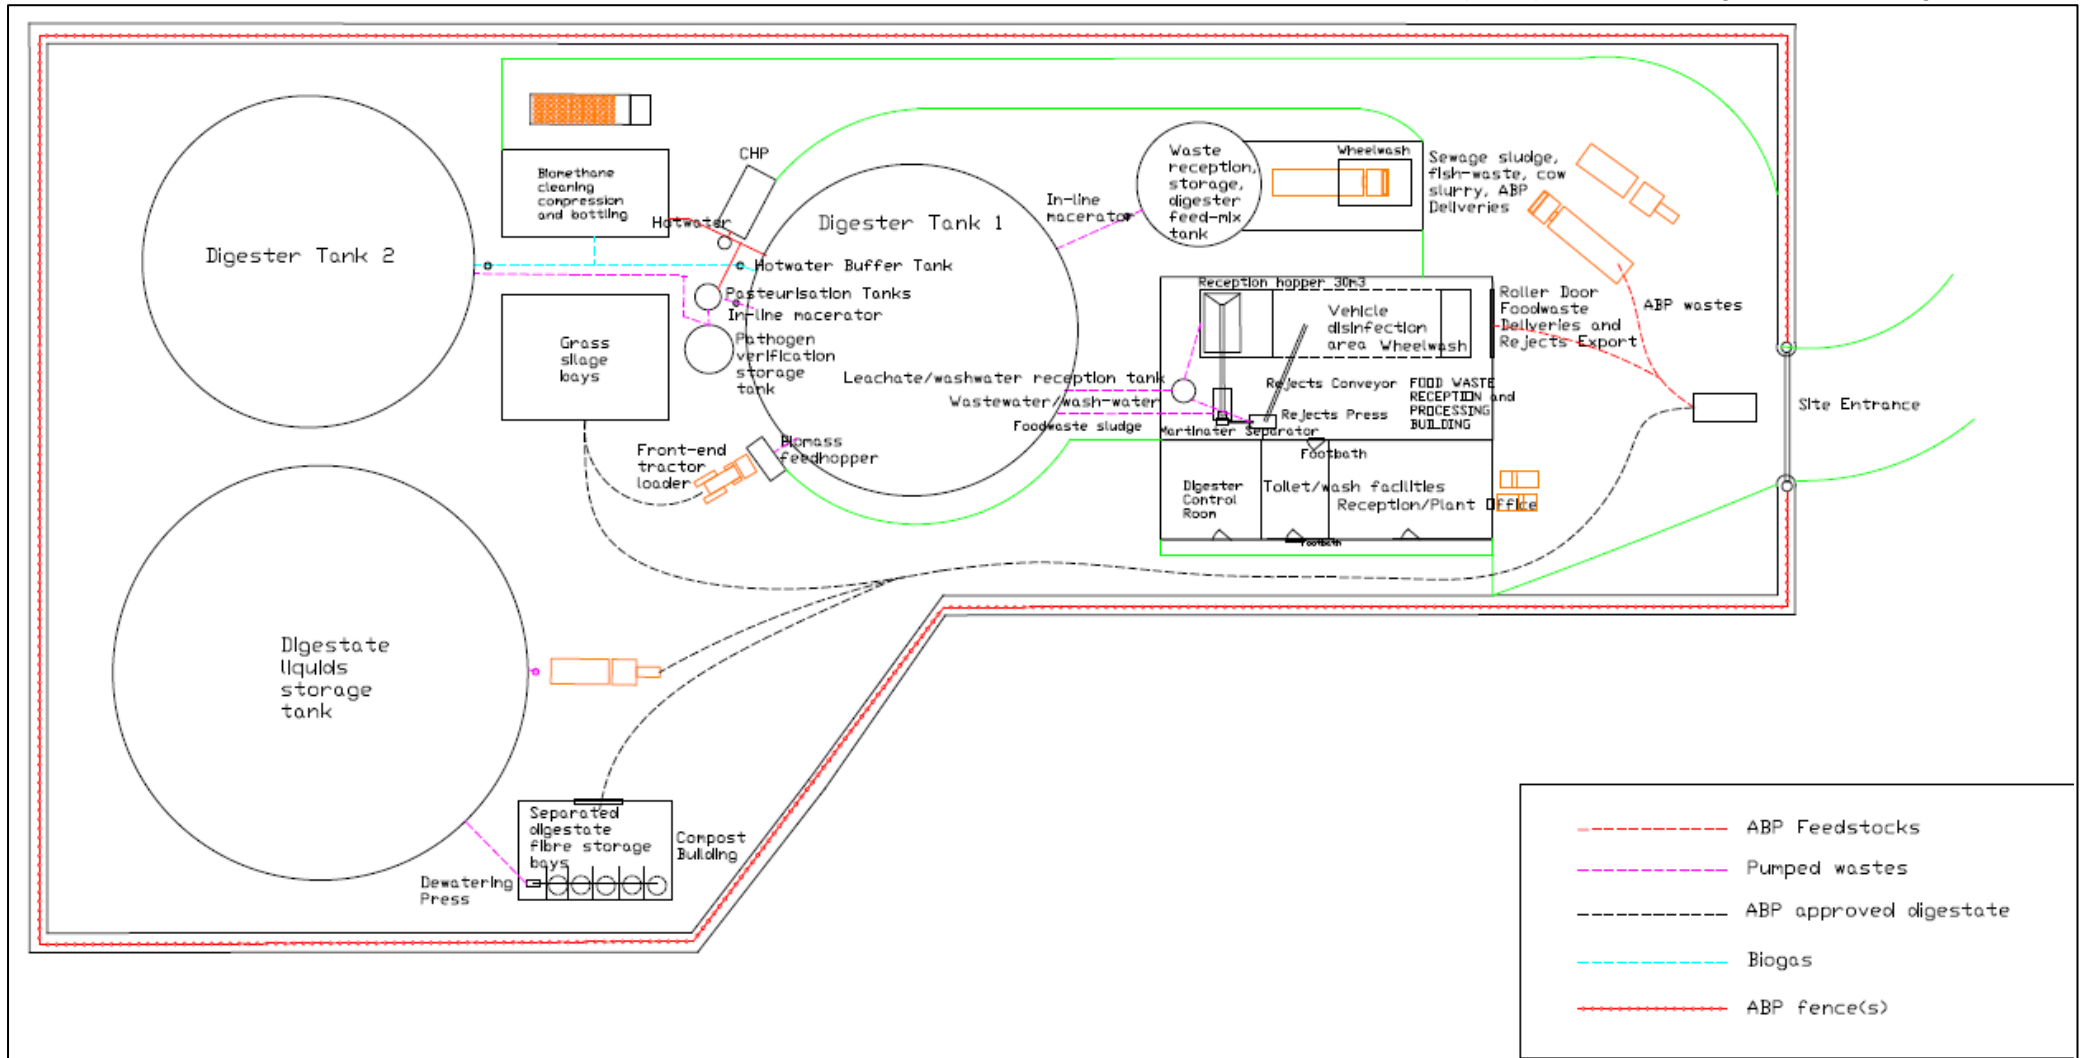 CHP
Biomethane
cleaning
compression
and bottling
Hotwater
Digester Tank 2
Digester Tank 1
Hotwater Buffer Tank
Pasteurisation Tanks
In-line macerator
Pathogen
verification
storage
tank
Grass
silage
bays
Front-end
tractor
loader
Biomass
feedhopper
In-line
macerator
Waste
reception,
storage,
digester
feed-mix
tank
Wheelwash
Sewage sludge,
fish-waste, cow
slurry, ABP
Deliveries
Reception hopper 30m3
Vehicle
disinfection
area
Wheelwash
Roller Door
Foodwaste
Deliveries and
Rejects Export
ABP wastes
Leachate/washwater reception tank
Wastewater/wash-water
Foodwaste sludge
Rejects Conveyor
Rejects Press
FOOD WASTE
RECEPTION and
PROCESSING
BUILDING
Martinater Separator
Footbath
Site Entrance
Digester
Control
Room
Toilet/wash facilities
Reception/Plant Office
Footbath
Digestate
liquids
storage
tank
Separated
digestate
fibre storage
bays
Compost
Building
Dewatering
Press
ABP Feedstocks
Pumped wastes
ABP approved digestate
Biogas
ABP fence(s)